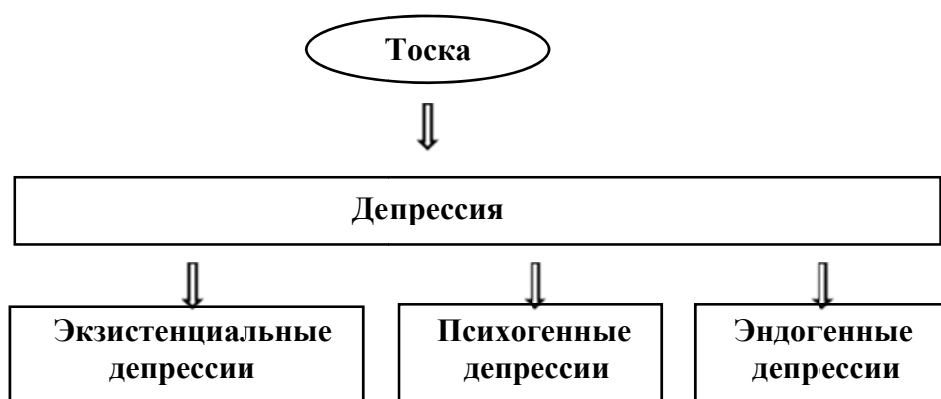 Тоска
Депрессия
Экзистенциальные
депрессии
Психогенные
депрессии
Эндогенные
депрессии